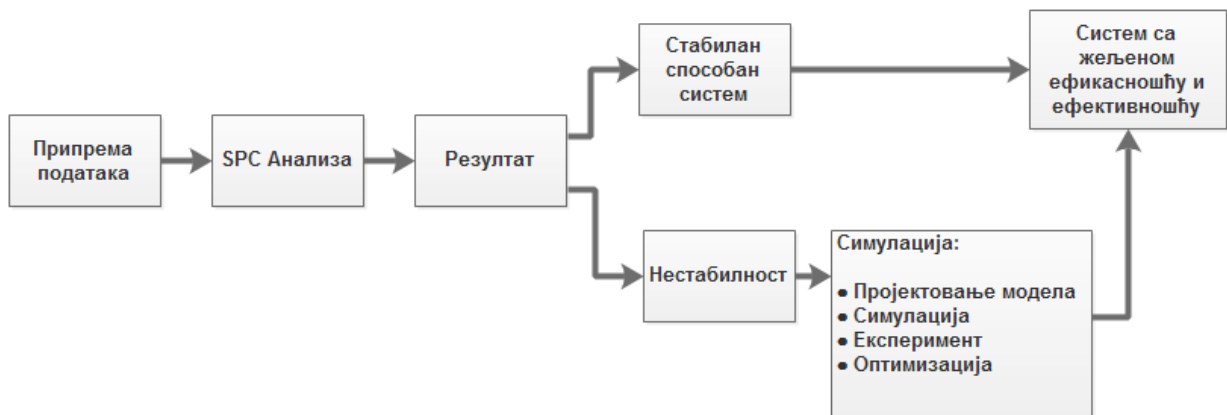 Припрема
података
SPC Анализа
Резултат
Стабилан
способан
систем
Систем са
жељеном
ефикасношћу и
ефективношћу
Нестабилност
Симулација:
● Пројектовање модела
● Симулација
● Експеримент
● Оптимизација